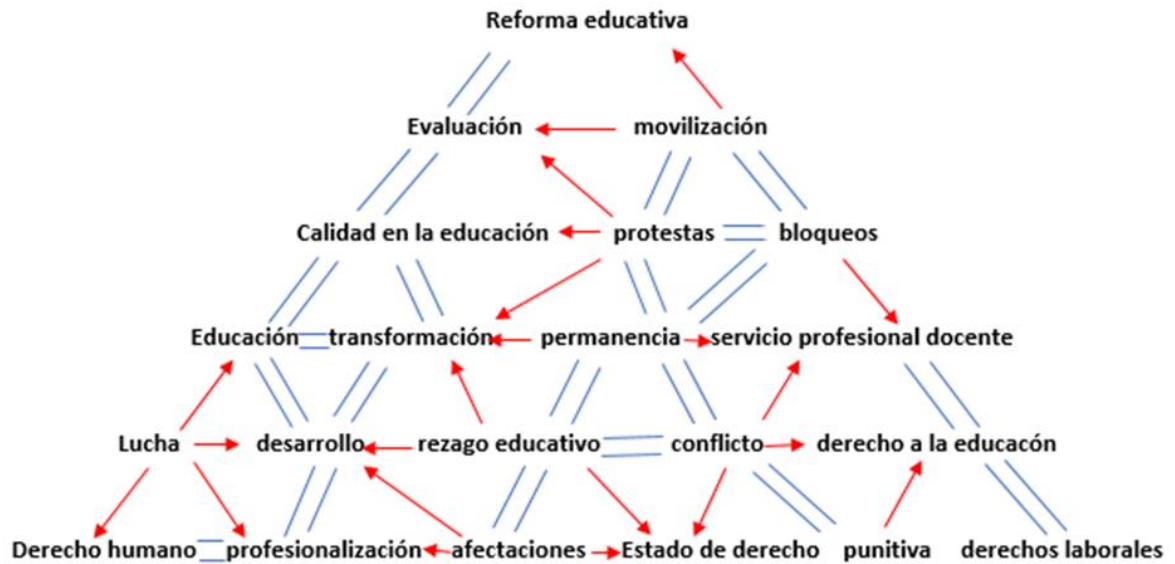 Reforma educativa
Evaluación movilización
Calidad en la educación protestas bloqueos
Educación transformación permanencia servicio profesional docente
Lucha desarrollo rezago educativo conflicto derecho a la educacón
Derecho humano profesionalización afectaciones Estado de derecho punitiva derechos laborales